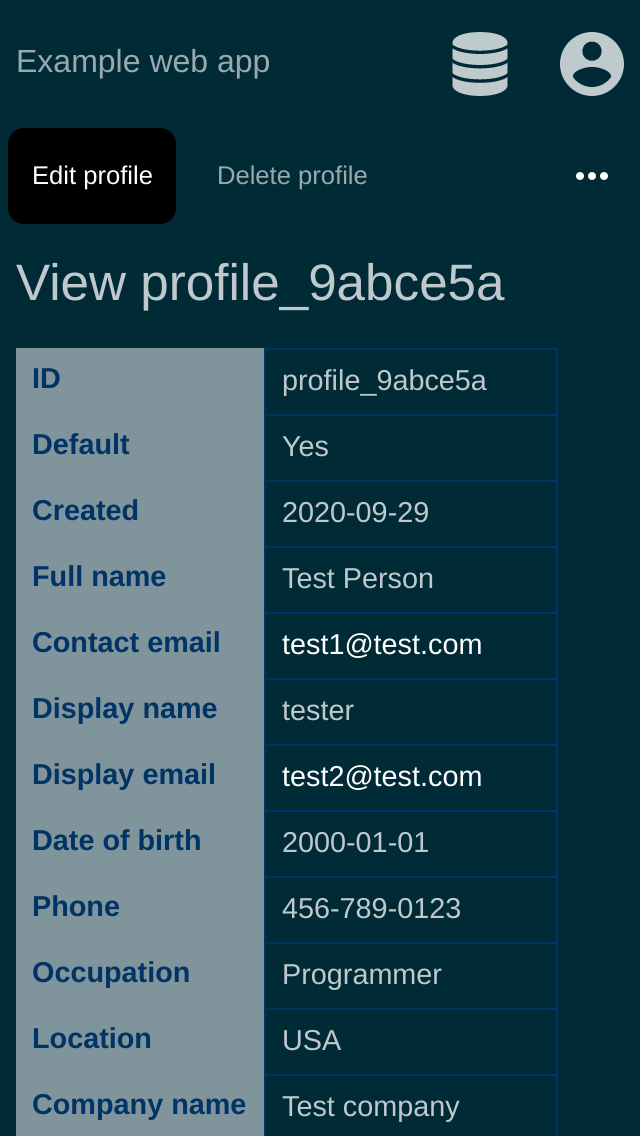 Example web app
Edit profile Delete profile •••
View profile_9abce5a
ID profile_9abce5a
Default Yes
Created 2020-09-29
Full name Test Person
Contact email test1@test.com
Display name tester
Display email test2@test.com
Date of birth 2000-01-01
Phone 456-789-0123
Occupation Programmer
Location USA
Company name Test company